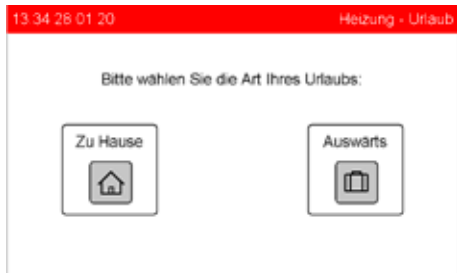 13.34 28 01 20 Heizung - Urlaub
Bitte wählen Sie die Art Ihres Urlaubs:
Zu Hause Auswärts